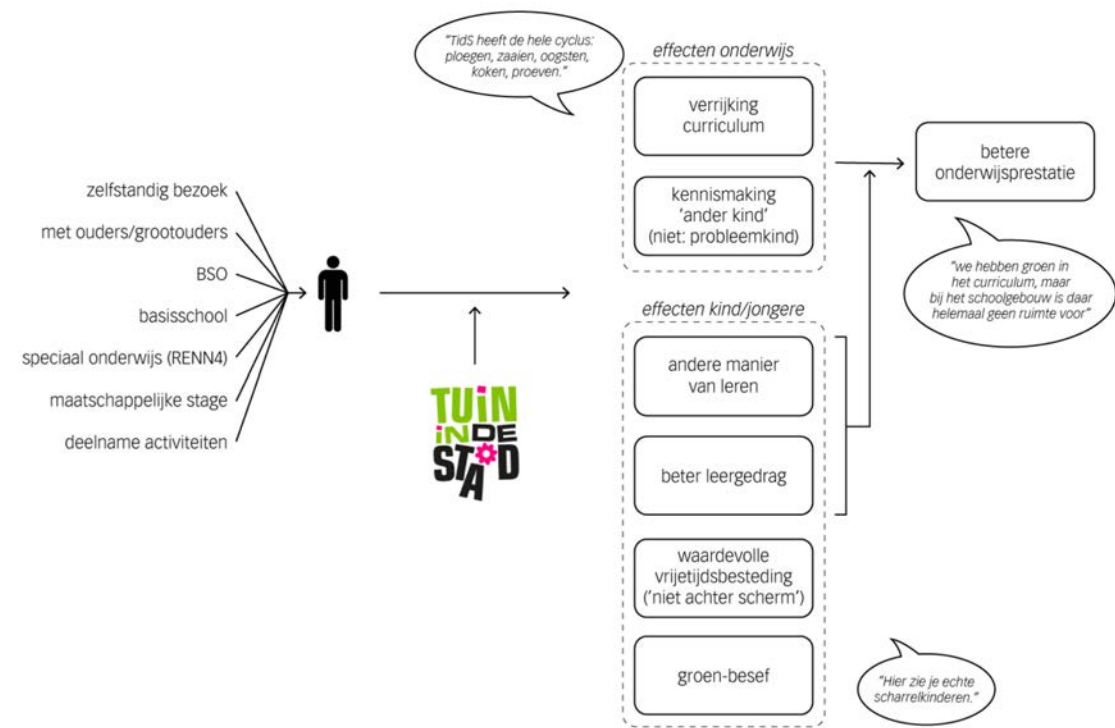 "TidS heeft de hele cyclus:
ploegen, zaaien, oogsten,
koken, proeven."
effecten onderwijs
verrijking
curriculum
kennismaking
'ander kind'
(niet: probleemkind)
betere
onderwijsprestatie
"we hebben groen in
het curriculum, maar
bij het schoolgebouw is daar
helemaal geen ruimte voor"
zelfstandig bezoek
met ouders/grootouders
BSO
basisschool
speciaal onderwijs (RENN4)
maatschappelijke stage
deelname activiteiten
TUiN
iNDE
STAD
effecten kind/jongere
andere manier
van leren
beter leergedrag
waardevolle
vrijetijdsbesteding
('niet achter scherm')
groen-besef
"Hier zie je echte
scharrelkinderen."